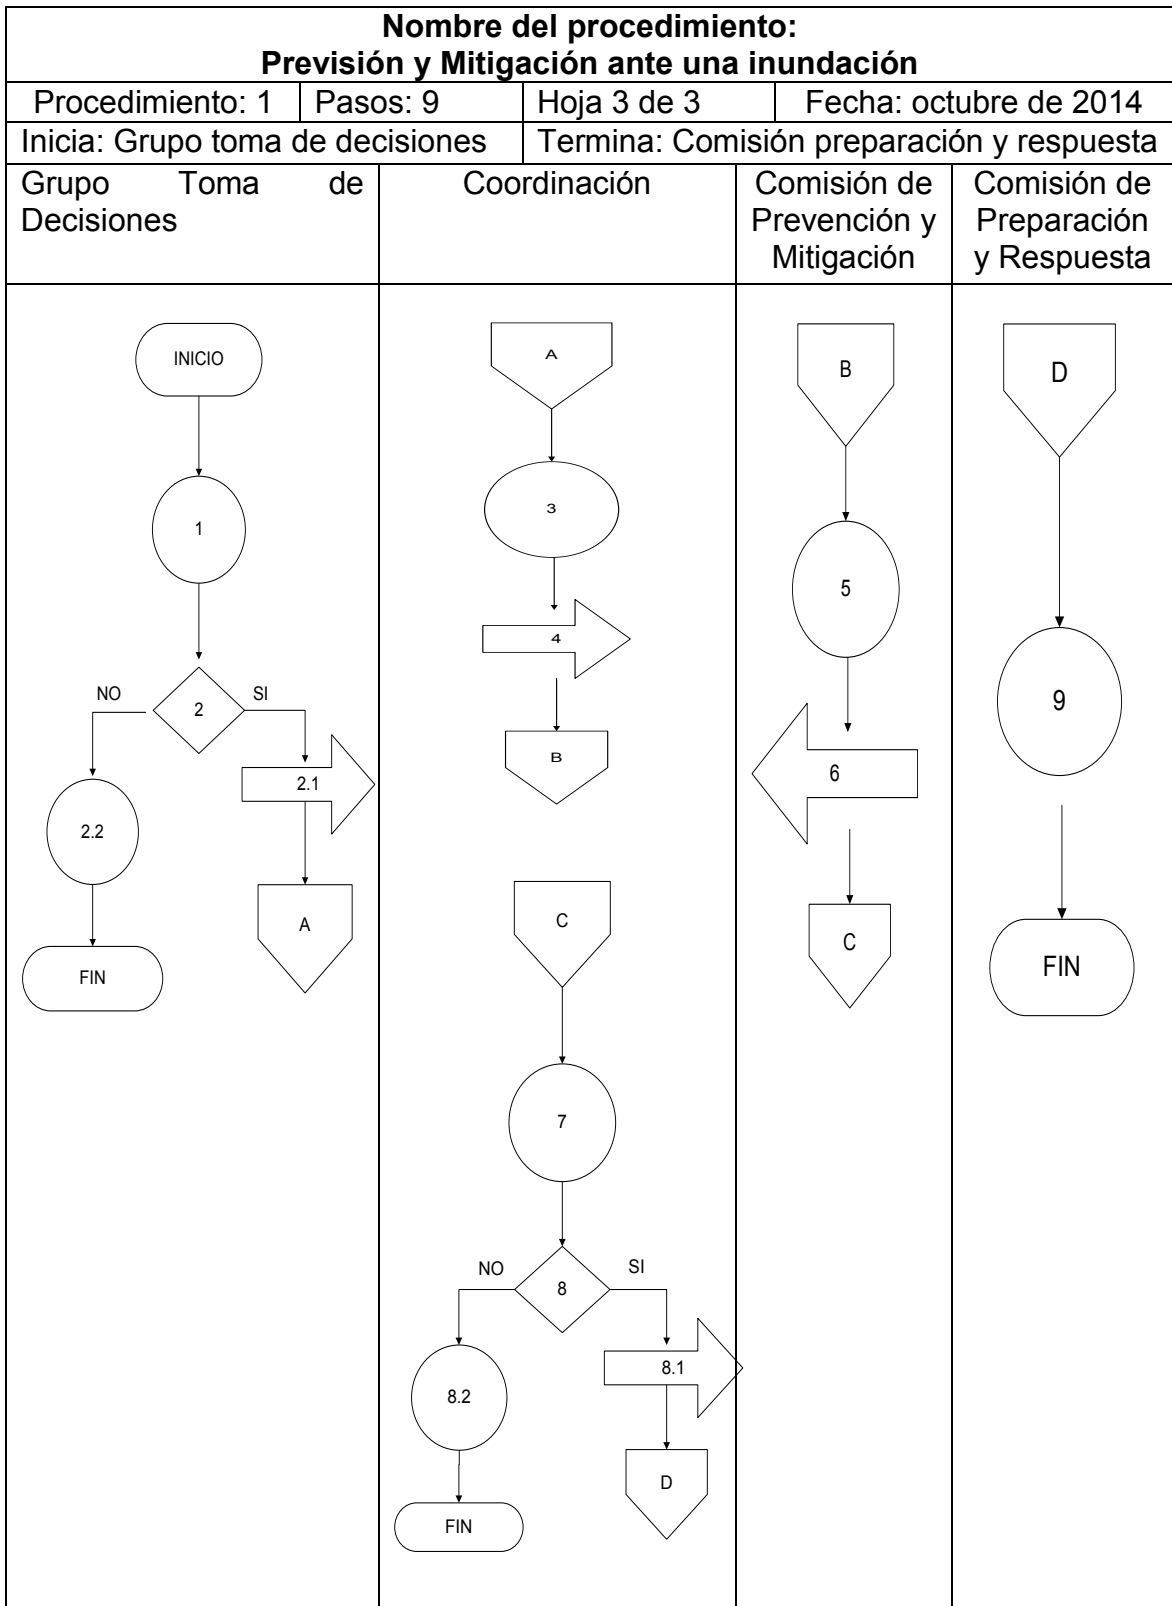 Nombre del procedimiento:
Previsión y Mitigación ante una inundación
Procedimiento: 1
Pasos: 9
Hoja 3 de 3
Fecha: octubre de 2014
Inicia: Grupo toma de decisiones
Termina: Comisión preparación y respuesta
Grupo Toma de
Decisiones
Coordinación
Comisión de
Prevención y
Mitigación
Comisión de
Preparación
y Respuesta
INICIO
1
2
NO
SI
2.1
2.2
A
FIN
A
3
4
B
C
7
8
NO
SI
8.1
8.2
D
FIN
B
5
6
C
D
9
FIN